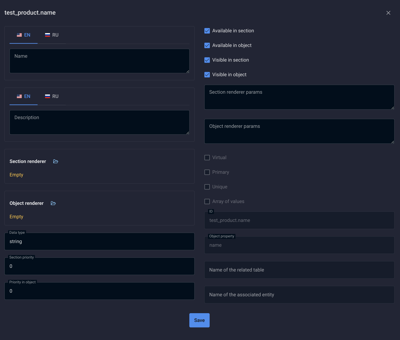 test_product.name
EN RU
Name
EN RU
Description
Section renderer
Empty
Object renderer
Empty
Data type
string
Section priority
0
Priority in object
0
Available in section
Available in object
Visible in section
Visible in object
Section renderer params
Object renderer params
Virtual
Primary
Unique
Array of values
test_product.name
Object property
name
Name of the related table
Name of the associated entity
Save